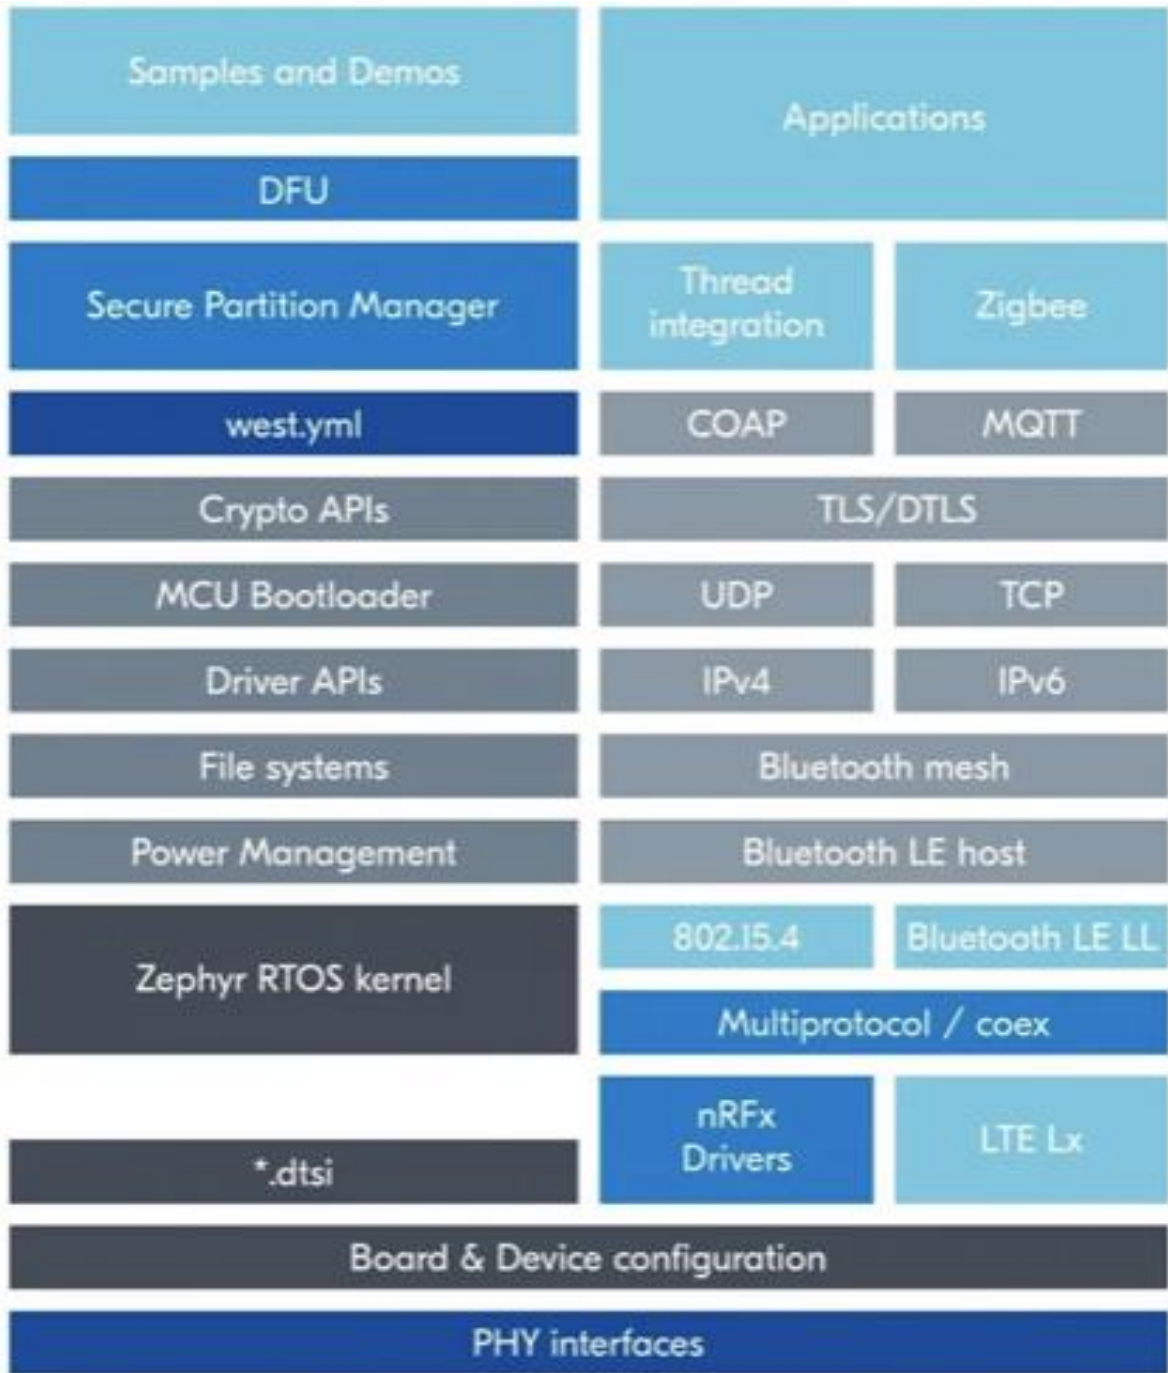 Samples and Demos
Applications
DFU
Secure Partition Manager
Thread
integration
Zigbee
west.yml
COAP
MQTT
Crypto APIs
TLS/DTLS
MCU Bootloader
UDP
TCP
Driver APIs
IPv4
IPv6
File systems
Bluetooth mesh
Power Management
Bluetooth LE host
Zephyr RTOS kernel
802.15.4
Bluetooth LE LL
Multiprotocol / coex
nRFx
Drivers
LTE Lx
*.dtsi
Board & Device configuration
PHY interfaces